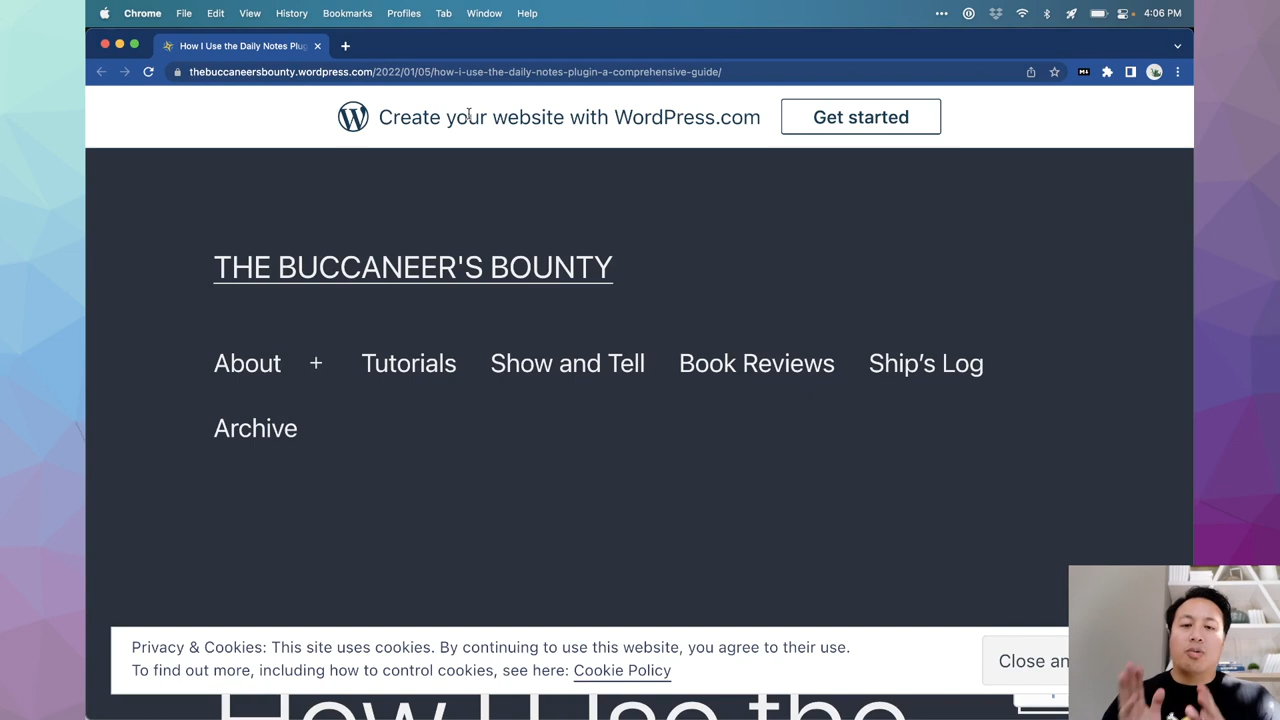 Chrome File Edit View History Bookmarks Profiles Tab Window Help 4:06 PM
How I Use the Daily Notes Plug
thebuccaneersbounty.wordpress.com/2022/01/05/how-i-use-the-daily-notes-plugin-a-comprehensive-guide/
Create your website with WordPress.com Get started
THE BUCCANEER'S BOUNTY
About + Tutorials Show and Tell Book Reviews Ship’s Log
Archive
Privacy & Cookies: This site uses cookies. By continuing to use this website, you agree to their use.
To find out more, including how to control cookies, see here: Cookie Policy
Close an
How I Use the